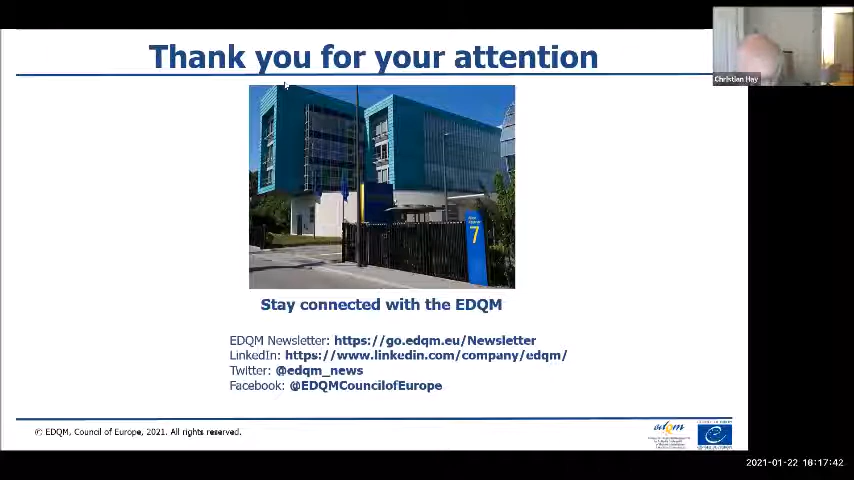 Thank you for your attention
Christian Hay
7
Stay connected with the EDQM
EDQM Newsletter: https://go.edqm.eu/Newsletter
LinkedIn: https://www.linkedin.com/company/edqm/
Twitter: @edqm_news
Facebook: @EDQMCouncilofEurope
© EDQM, Council of Europe, 2021. All rights reserved.
edqm
2021-01-22 18:17:42